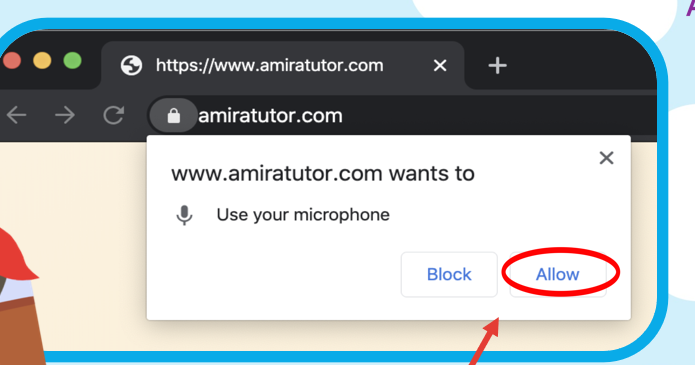 https://www.amiratutor.com
amiratutor.com
www.amiratutor.com wants to
Use your microphone
Block Allow